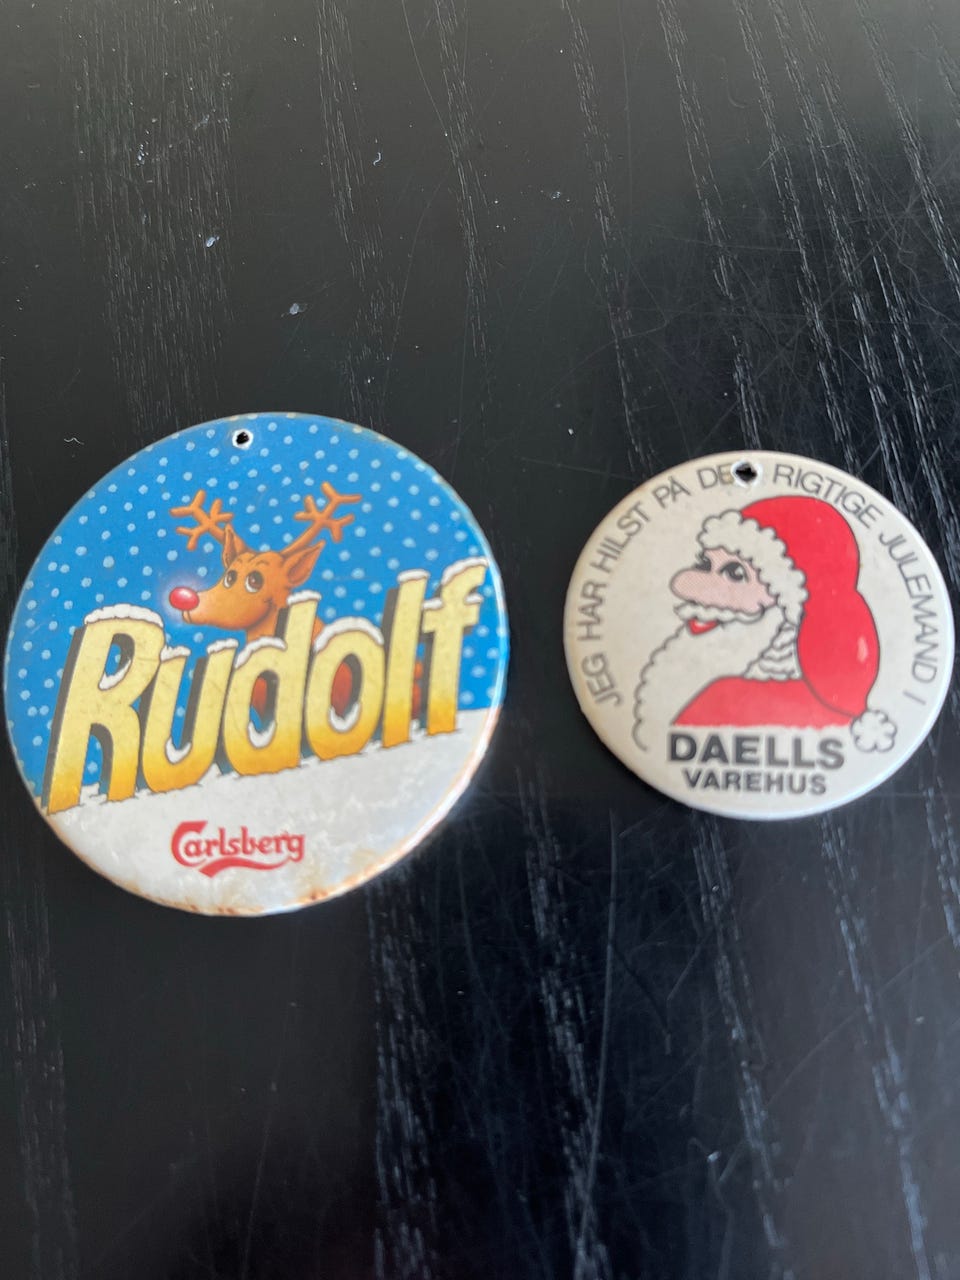 Rudolf
Carlsberg
JEG HAR HILST PÅ DE RIGTIGE JULEMAND I
DAELLS
VAREHUS